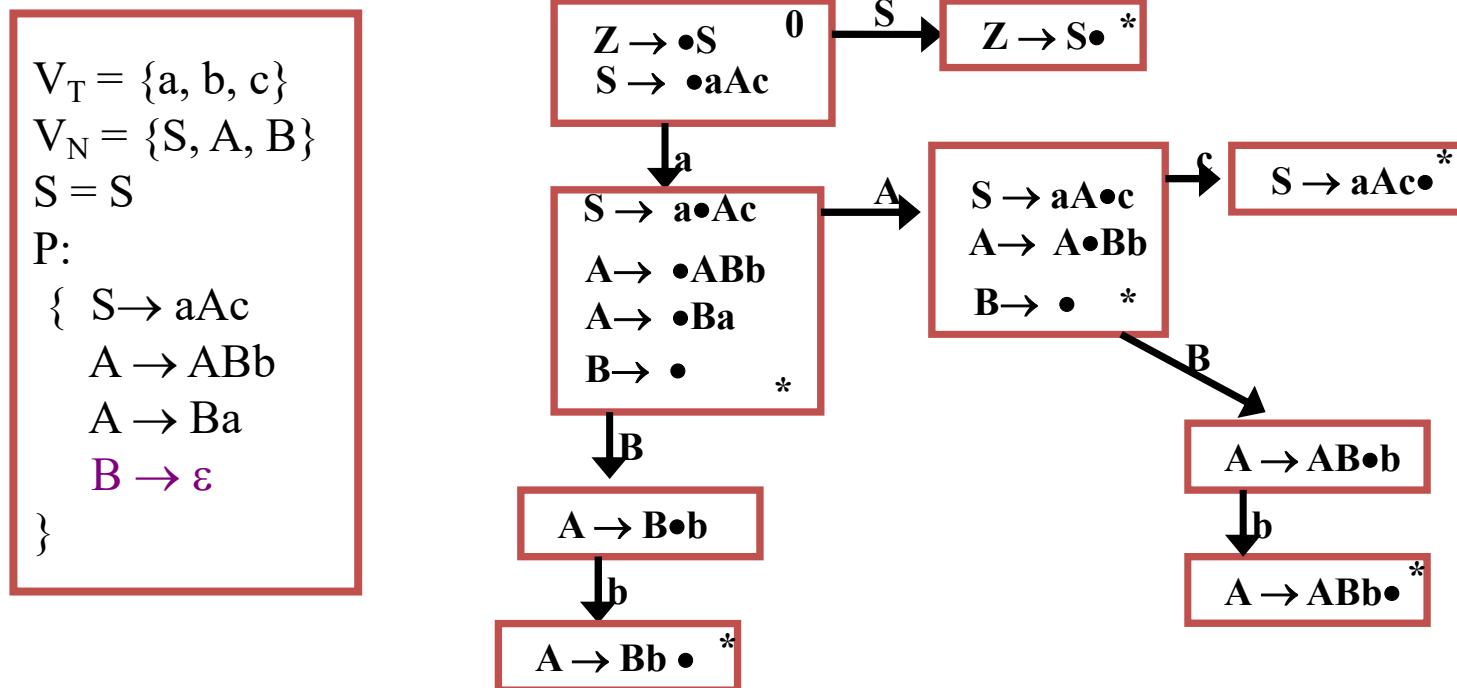 V_T = {a, b, c}
V_N = {S, A, B}
S = S
P:
{ S→ aAc
A → ABb
A → Ba
B → ε
}
0
Z → •S
S → •aAc
S
Z → S• *
a
S → a•Ac
A→ •ABb
A→ •Ba
B→ •
*
A
S → aA•c
A→ A•Bb
B→ • *
c
S → aAc• *
B
A → B•b
b
A → Bb • *
B
A → AB•b
b
A → ABb• *